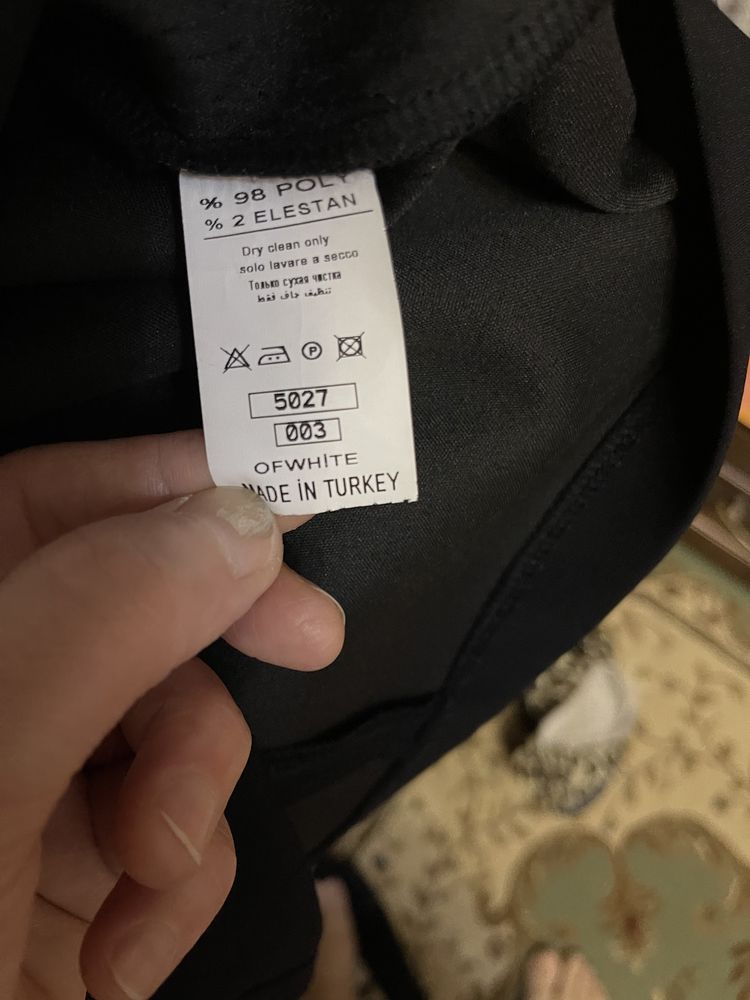 % 98 POLY
% 2 ELESTAN
Dry clean only
solo lavare a secco
Только сухая чистка
تنظيف جاف فقط
P
5027
003
OFWHİTE
MADE İN TURKEY